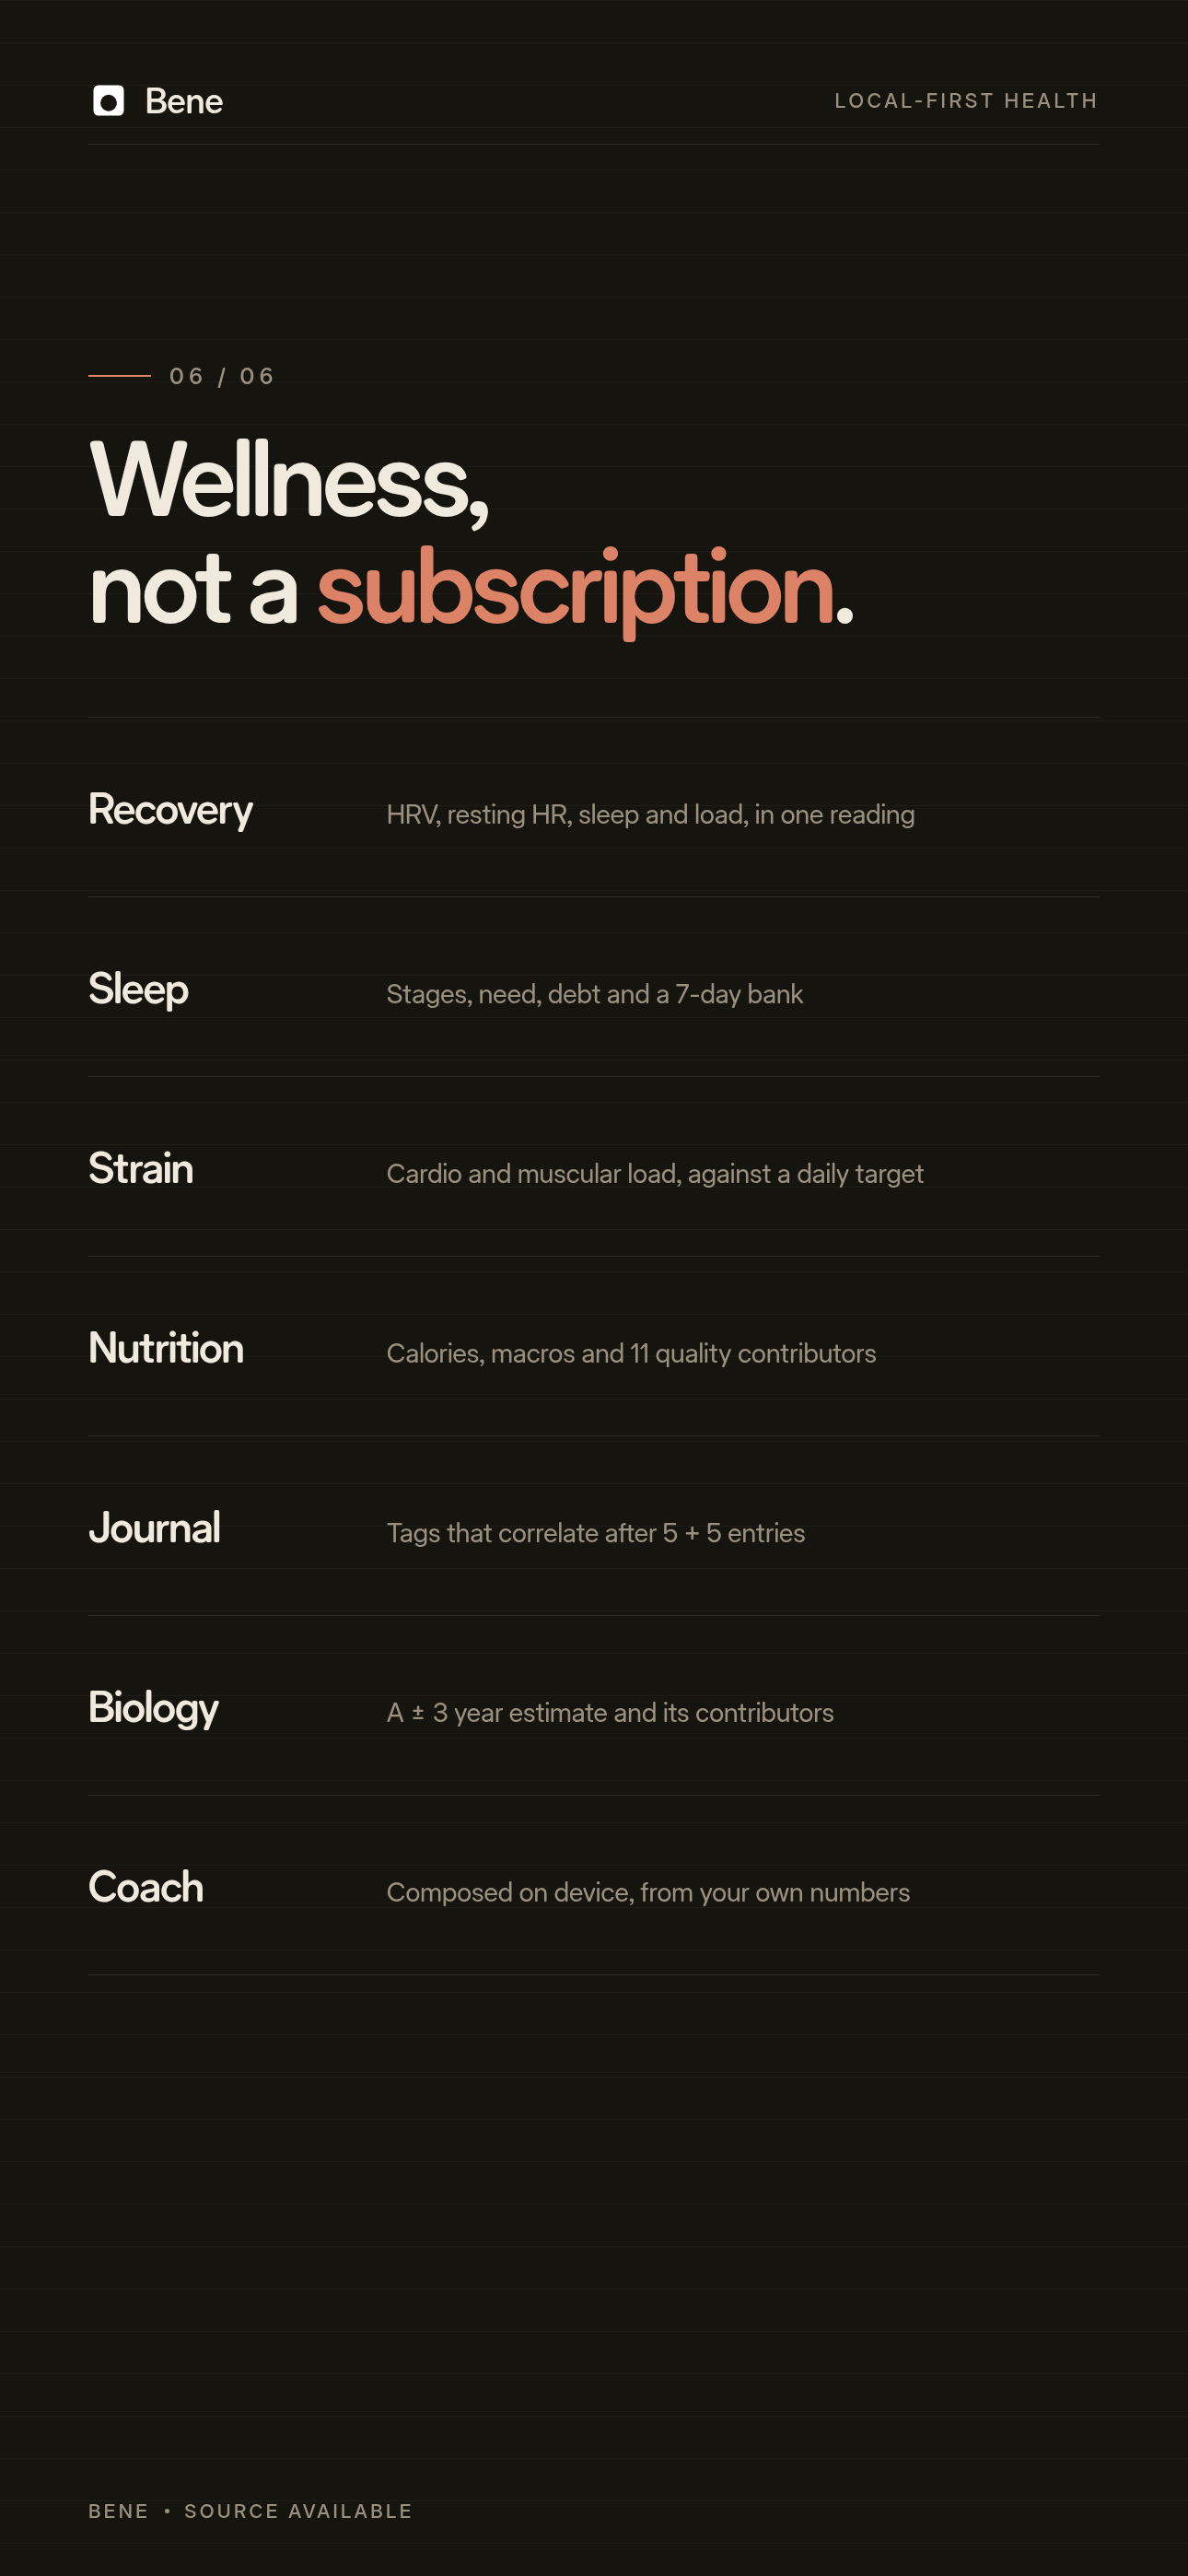 Bene
LOCAL-FIRST HEALTH
06 / 06
Wellness,
not a subscription.
Recovery
HRV, resting HR, sleep and load, in one reading
Sleep
Stages, need, debt and a 7-day bank
Strain
Cardio and muscular load, against a daily target
Nutrition
Calories, macros and 11 quality contributors
Journal
Tags that correlate after 5 + 5 entries
Biology
A ± 3 year estimate and its contributors
Coach
Composed on device, from your own numbers
BENE • SOURCE AVAILABLE